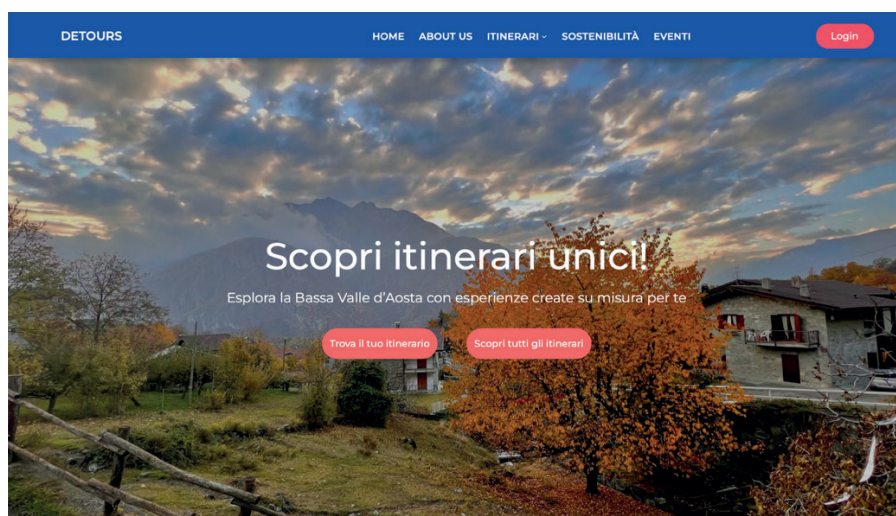 DETOURS
HOME ABOUT US ITINERARI SOSTENIBILITÀ EVENTI
Login
Scopri itinerari unici!
Esplora la Bassa Valle d'Aosta con esperienze create su misura per te
Trova il tuo itinerario
Scopri tutti gli itinerari